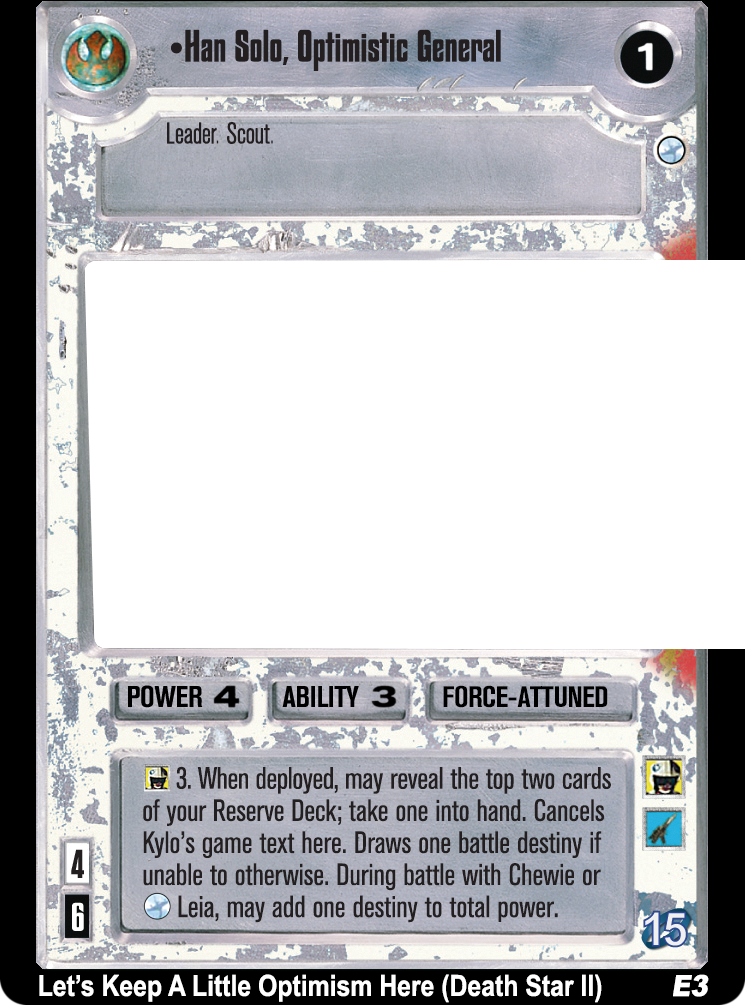 •Han Solo, Optimistic General
1
Leader. Scout.
POWER 4
ABILITY 3
FORCE-ATTUNED
3. When deployed, may reveal the top two cards
of your Reserve Deck; take one into hand. Cancels
Kylo's game text here. Draws one battle destiny if
unable to otherwise. During battle with Chewie or
Leia, may add one destiny to total power.
4
6
15
Let's Keep A Little Optimism Here (Death Star II)
E3